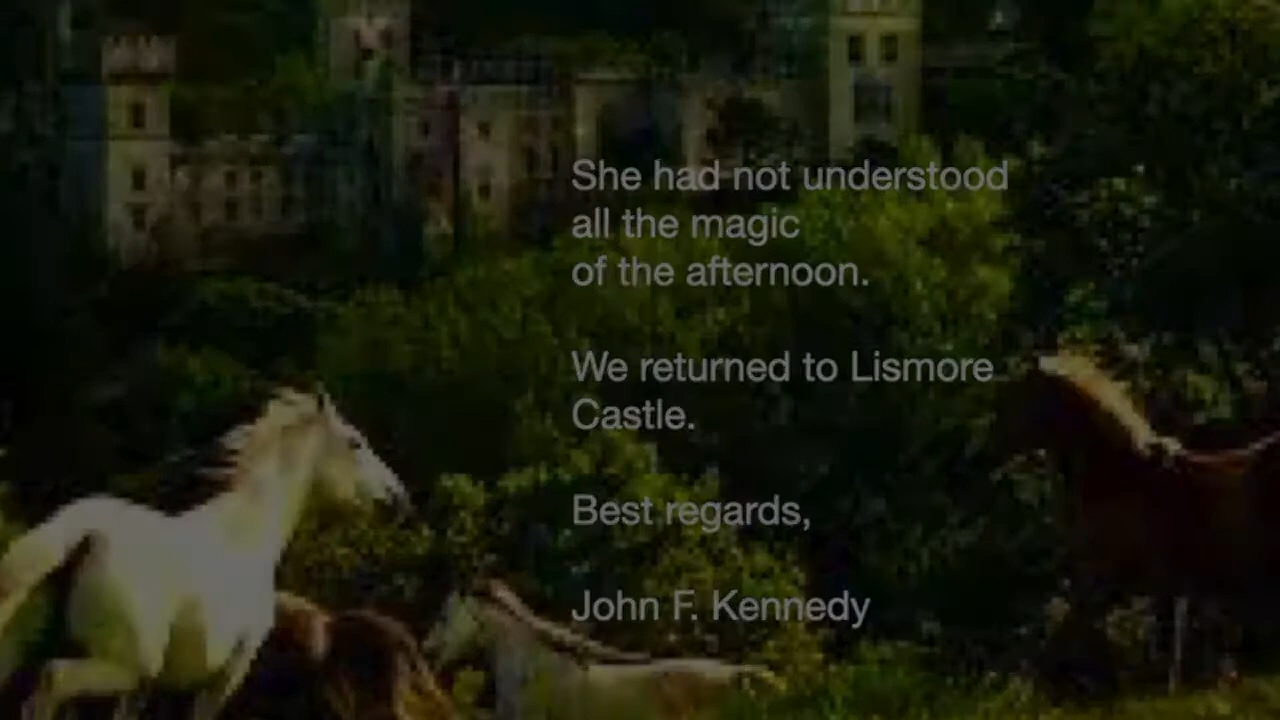 She had not understood
all the magic
of the afternoon.
We returned to Lismore
Castle.
Best regards,
John F. Kennedy